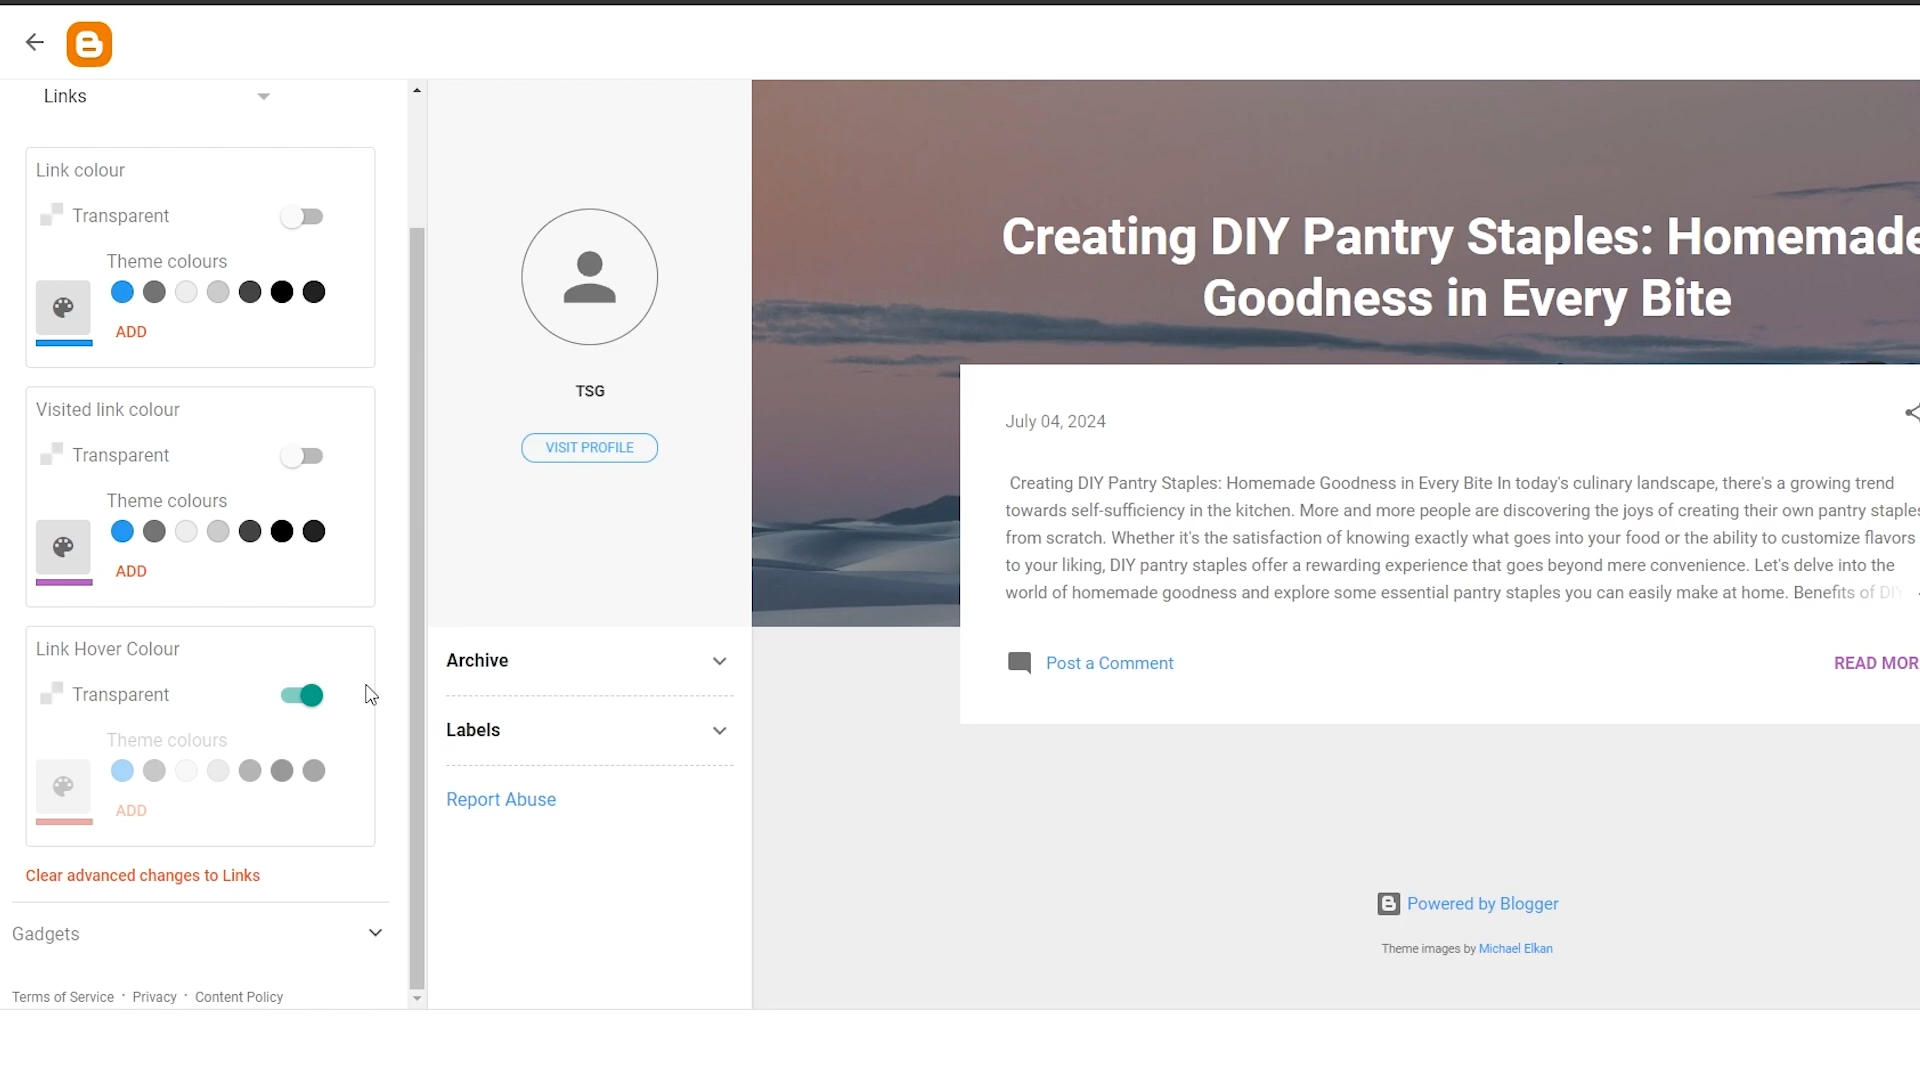 Links
Link colour
Transparent
Theme colours
ADD
Visited link colour
Transparent
Theme colours
ADD
Link Hover Colour
Transparent
Theme colours
ADD
Clear advanced changes to Links
Gadgets
Terms of Service · Privacy · Content Policy
TSG
VISIT PROFILE
Archive
Labels
Report Abuse
Creating DIY Pantry Staples: Homemade
Goodness in Every Bite
July 04, 2024
Creating DIY Pantry Staples: Homemade Goodness in Every Bite In today's culinary landscape, there's a growing trend
towards self-sufficiency in the kitchen. More and more people are discovering the joys of creating their own pantry staples
from scratch. Whether it's the satisfaction of knowing exactly what goes into your food or the ability to customize flavors
to your liking, DIY pantry staples offer a rewarding experience that goes beyond mere convenience. Let's delve into the
world of homemade goodness and explore some essential pantry staples you can easily make at home. Benefits of DIY
Post a Comment
READ MOR
Powered by Blogger
Theme images by Michael Elkan